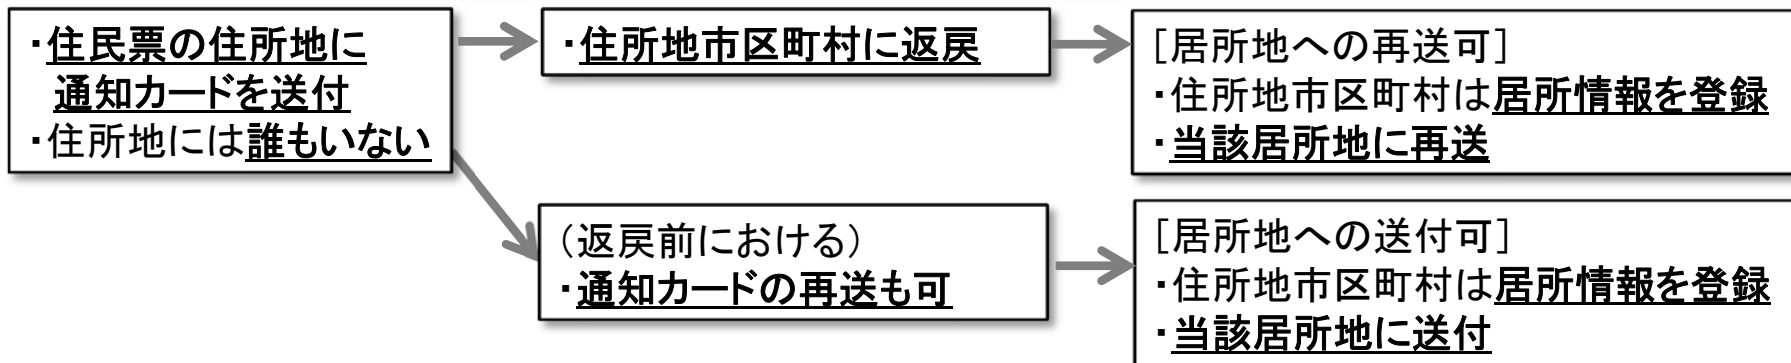 ・住民票の住所地に
通知カードを送付
・住所地には誰もいない
・住所地市区町村に返戻
［居所地への再送可］
・住所地市区町村は居所情報を登録
・当該居所地に再送
（返戻前における）
・通知カードの再送も可
［居所地への送付可］
・住所地市区町村は居所情報を登録
・当該居所地に送付